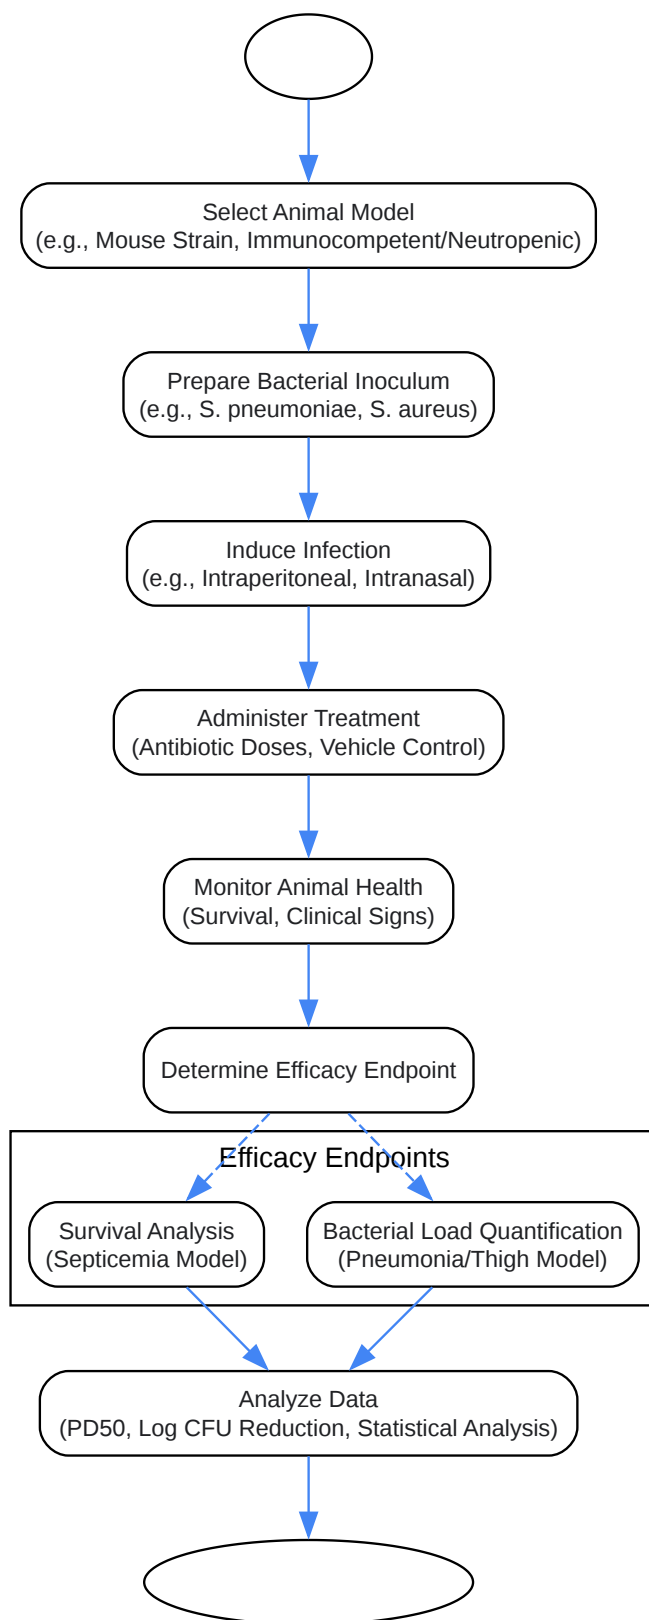 Select Animal Model
(e.g., Mouse Strain, Immunocompetent/Neutropenic)
Prepare Bacterial Inoculum
(e.g., S. pneumoniae, S. aureus)
Induce Infection
(e.g., Intraperitoneal, Intranasal)
Administer Treatment
(Antibiotic Doses, Vehicle Control)
Monitor Animal Health
(Survival, Clinical Signs)
Determine Efficacy Endpoint
Efficacy Endpoints
Survival Analysis
(Septicemia Model)
Bacterial Load Quantification
(Pneumonia/Thigh Model)
Analyze Data
(PD50, Log CFU Reduction, Statistical Analysis)